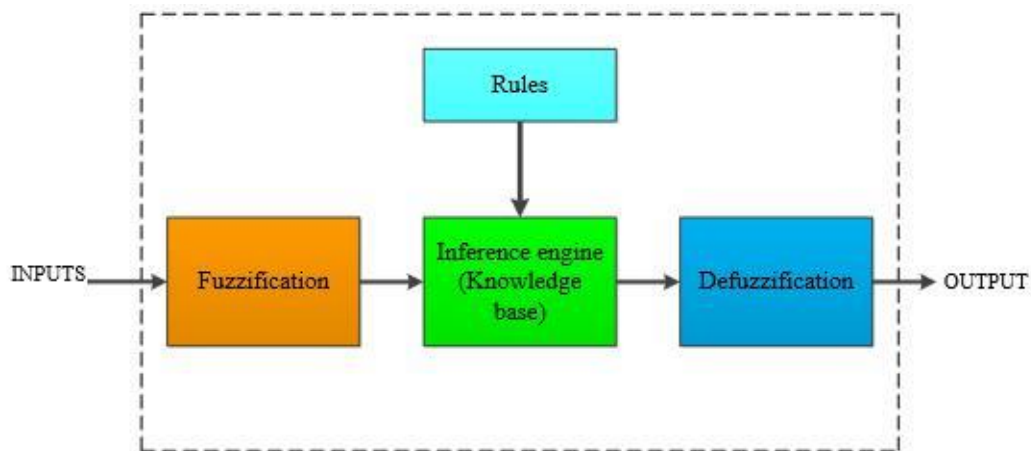 Rules
INPUTS
Fuzzification
Inference engine
(Knowledge
base)
Defuzzification
OUTPUT